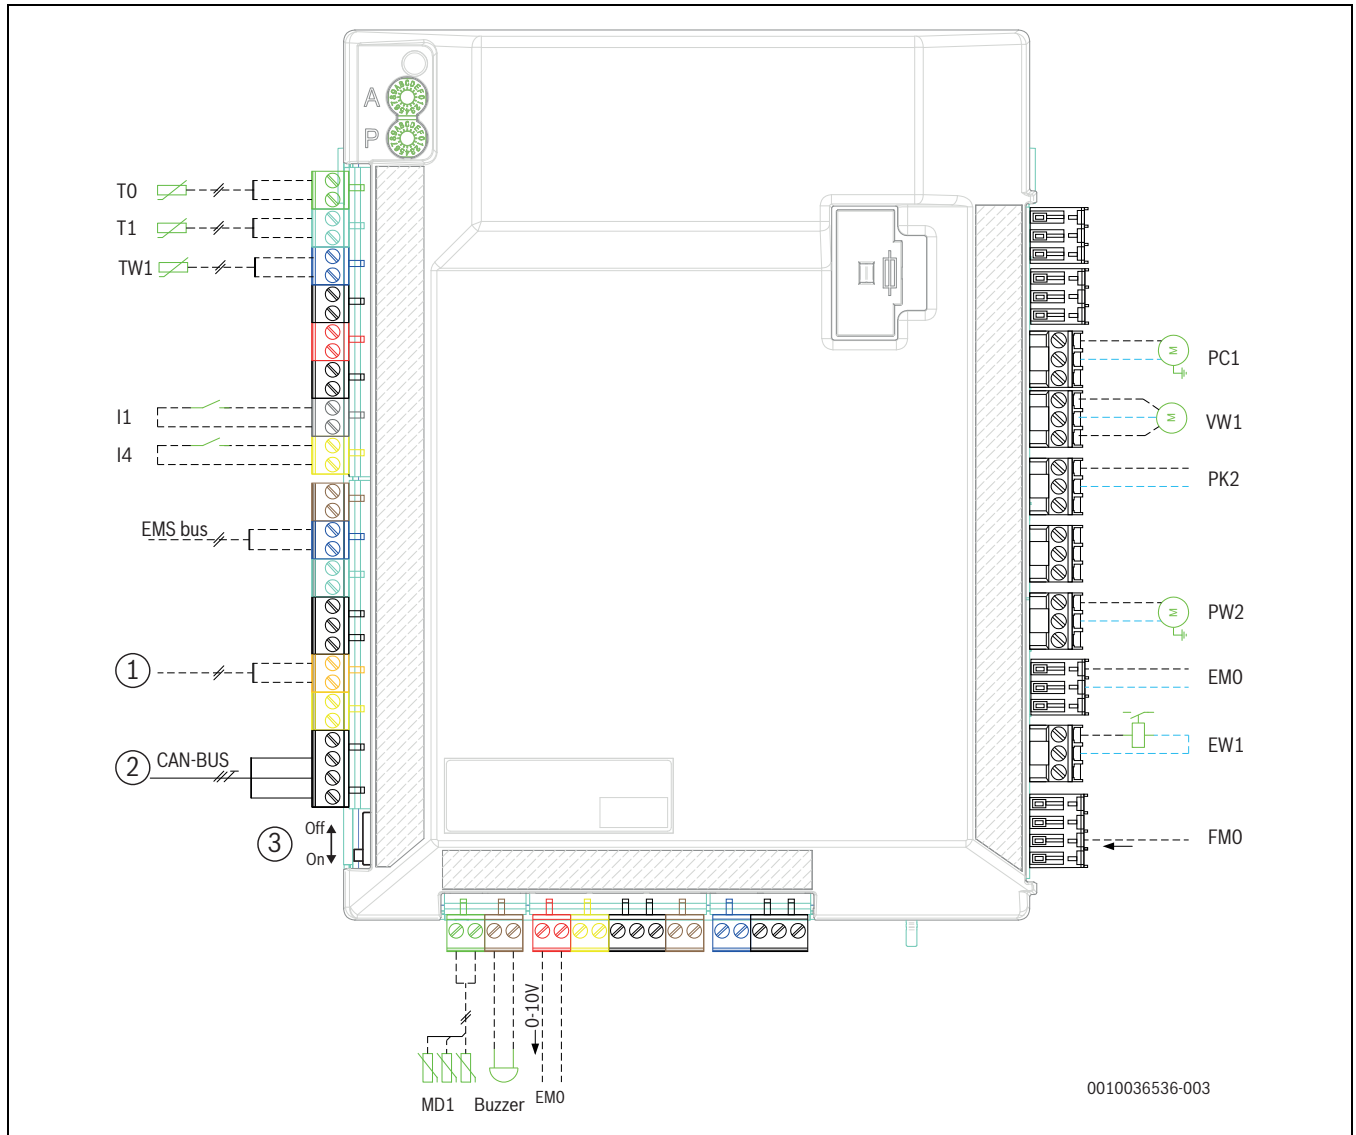 A
P
T0
T1
TW1
I1
I4
EMS bus
1
2 CAN-BUS
3 Off
On
PC1
M
VW1
M
PK2
PW2
M
EM0
EW1
FM0
0-10V
MD1 Buzzer EM0
0010036536-003